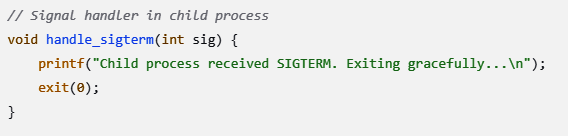 // Signal handler in child process
void handle_sigterm(int sig) {
    printf("Child process received SIGTERM. Exiting gracefully...\n");
    exit(0);
}